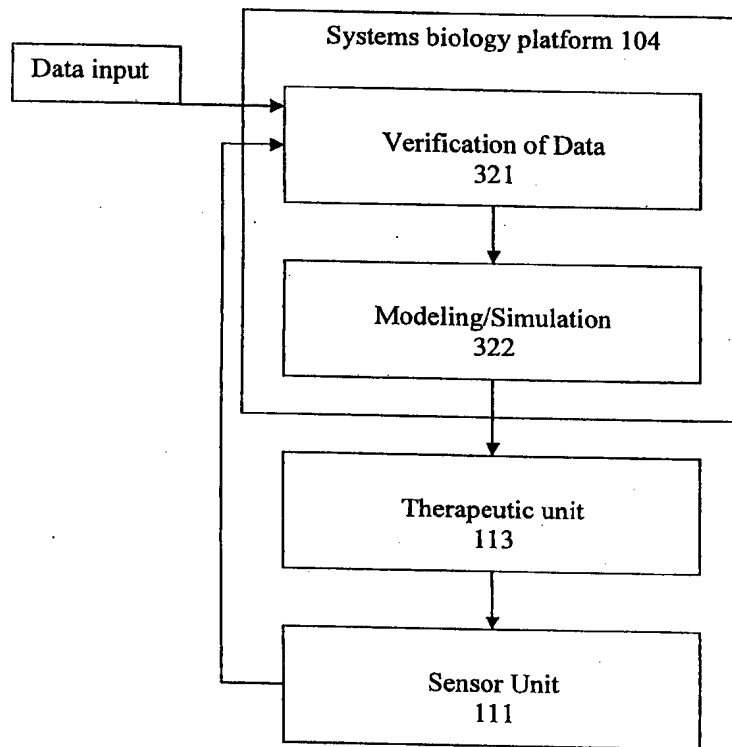 Systems biology platform 104
Data input
Verification of Data
321
Modeling/Simulation
322
Therapeutic unit
113
Sensor Unit
111